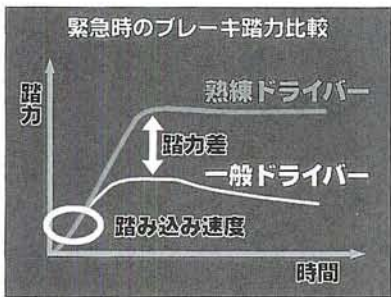 緊急時のブレーキ踏力比較
踏力
熟練ドライバー
踏力差
一般ドライバー
踏み込み速度
時間